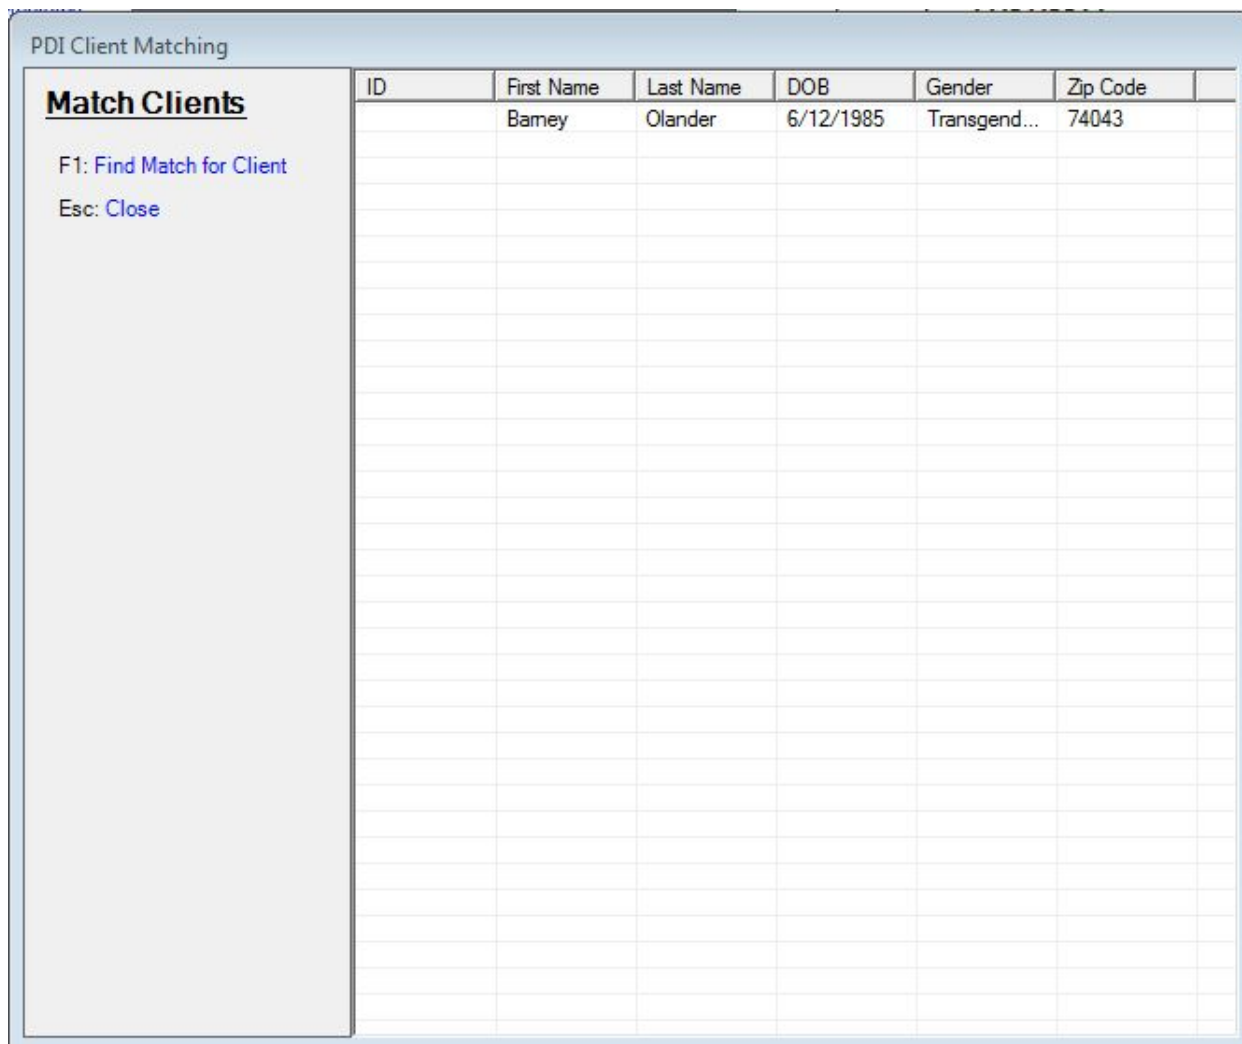 PDI Client Matching
Match Clients
F1: Find Match for Client
Esc: Close
ID First Name Last Name DOB Gender Zip Code
Barney Olander 6/12/1985 Transgend... 74043